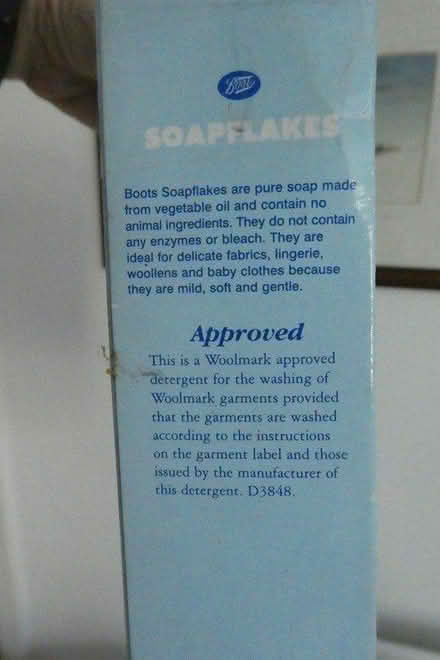 Boots
SOAPFLAKES
Boots Soapflakes are pure soap made
from vegetable oil and contain no
animal ingredients. They do not contain
any enzymes or bleach. They are
ideal for delicate fabrics, lingerie,
woollens and baby clothes because
they are mild, soft and gentle.
Approved
This is a Woolmark approved
detergent for the washing of
Woolmark garments provided
that the garments are washed
according to the instructions
on the garment label and those
issued by the manufacturer of
this detergent. D3848.